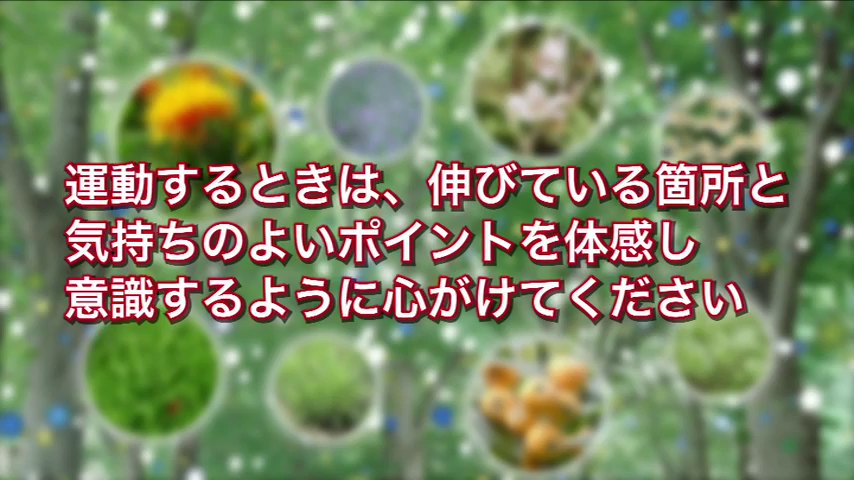 運動するときは、伸びている箇所と
気持ちのよいポイントを体感し
意識するように心がけてください